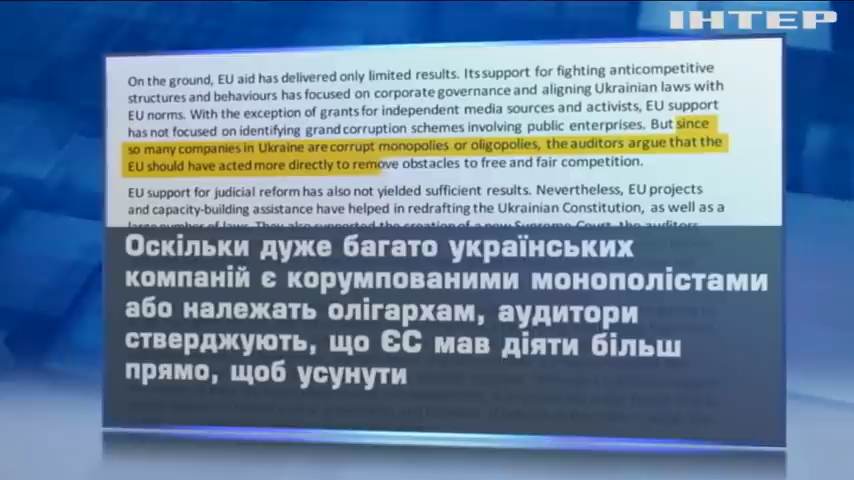 ІНТЕР
On the ground, EU aid has delivered only limited results. Its support for fighting anticompetitive
structures and behaviours has focused on corporate governance and aligning Ukrainian laws with
EU norms. With the exception of grants for independent media sources and activists, EU support
has not focused on identifying grand corruption schemes involving public enterprises. But since
so many companies in Ukraine are corrupt monopolies or oligopolies, the auditors argue that the
EU should have acted more directly to remove obstacles to free and fair competition.
EU support for judicial reform has also not yielded sufficient results. Nevertheless, EU projects
and capacity-building assistance have helped in redrafting the Ukrainian Constitution, as well as a
Оскільки дуже багато українських
компаній є корумпованими монополістами
або належать олігархам, аудитори
стверджують, що ЄС мав діяти більш
прямо, щоб усунути